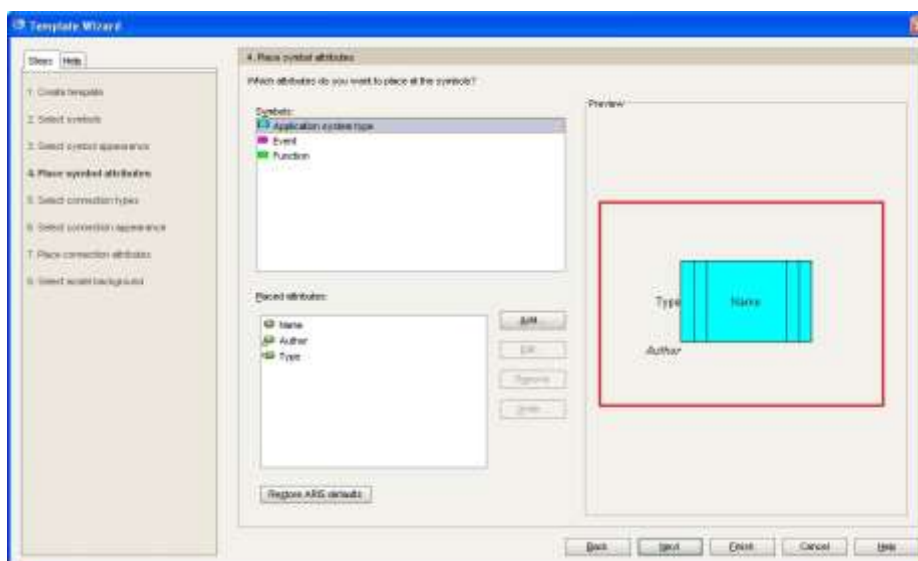 Template Wizard
Steps Help
1. Create template
2. Select symbols
3. Select symbol appearance
4. Place symbol attributes
5. Select connection types
6. Select connection appearance
7. Place connection attributes
8. Select model background
4. Place symbol attributes
Which attributes do you want to place at the symbols?
Symbols:
Application system type
Event
Function
Placed attributes:
Name
Author
Type
Add...
Edit...
Remove
Restore ARIS defaults
Preview
Type Name
Author
Back Next Finish Cancel Help